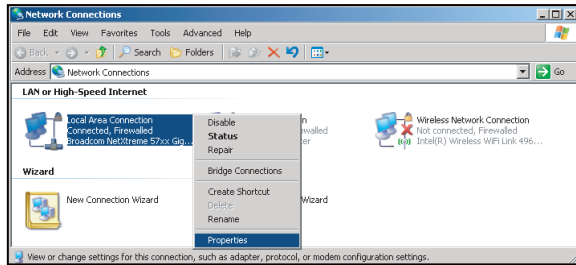 Network Connections
File Edit View Favorites Tools Advanced Help
Back Search Folders
Address Network Connections Go
LAN or High-Speed Internet
Local Area Connection
Connected, Firewalled
Broadcom NetXtreme 57xx Gig...
Disable
Status
Repair
Bridge Connections
Create Shortcut
Delete
Rename
Properties
Wireless Network Connection
Not connected, Firewalled
Intel(R) Wireless WiFi Link 496...
Wizard
New Connection Wizard
Wizard
View or change settings for this connection, such as adapter, protocol, or modem configuration settings.